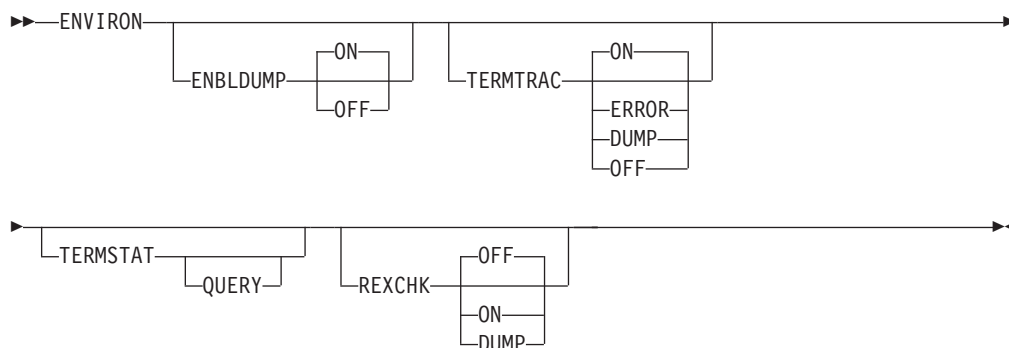 ENVIRON
ENBLDUMP
ON
OFF
TERMTRAC
ON
ERROR
DUMP
OFF
TERMSTAT
QUERY
REXCHK
OFF
ON
DUMP